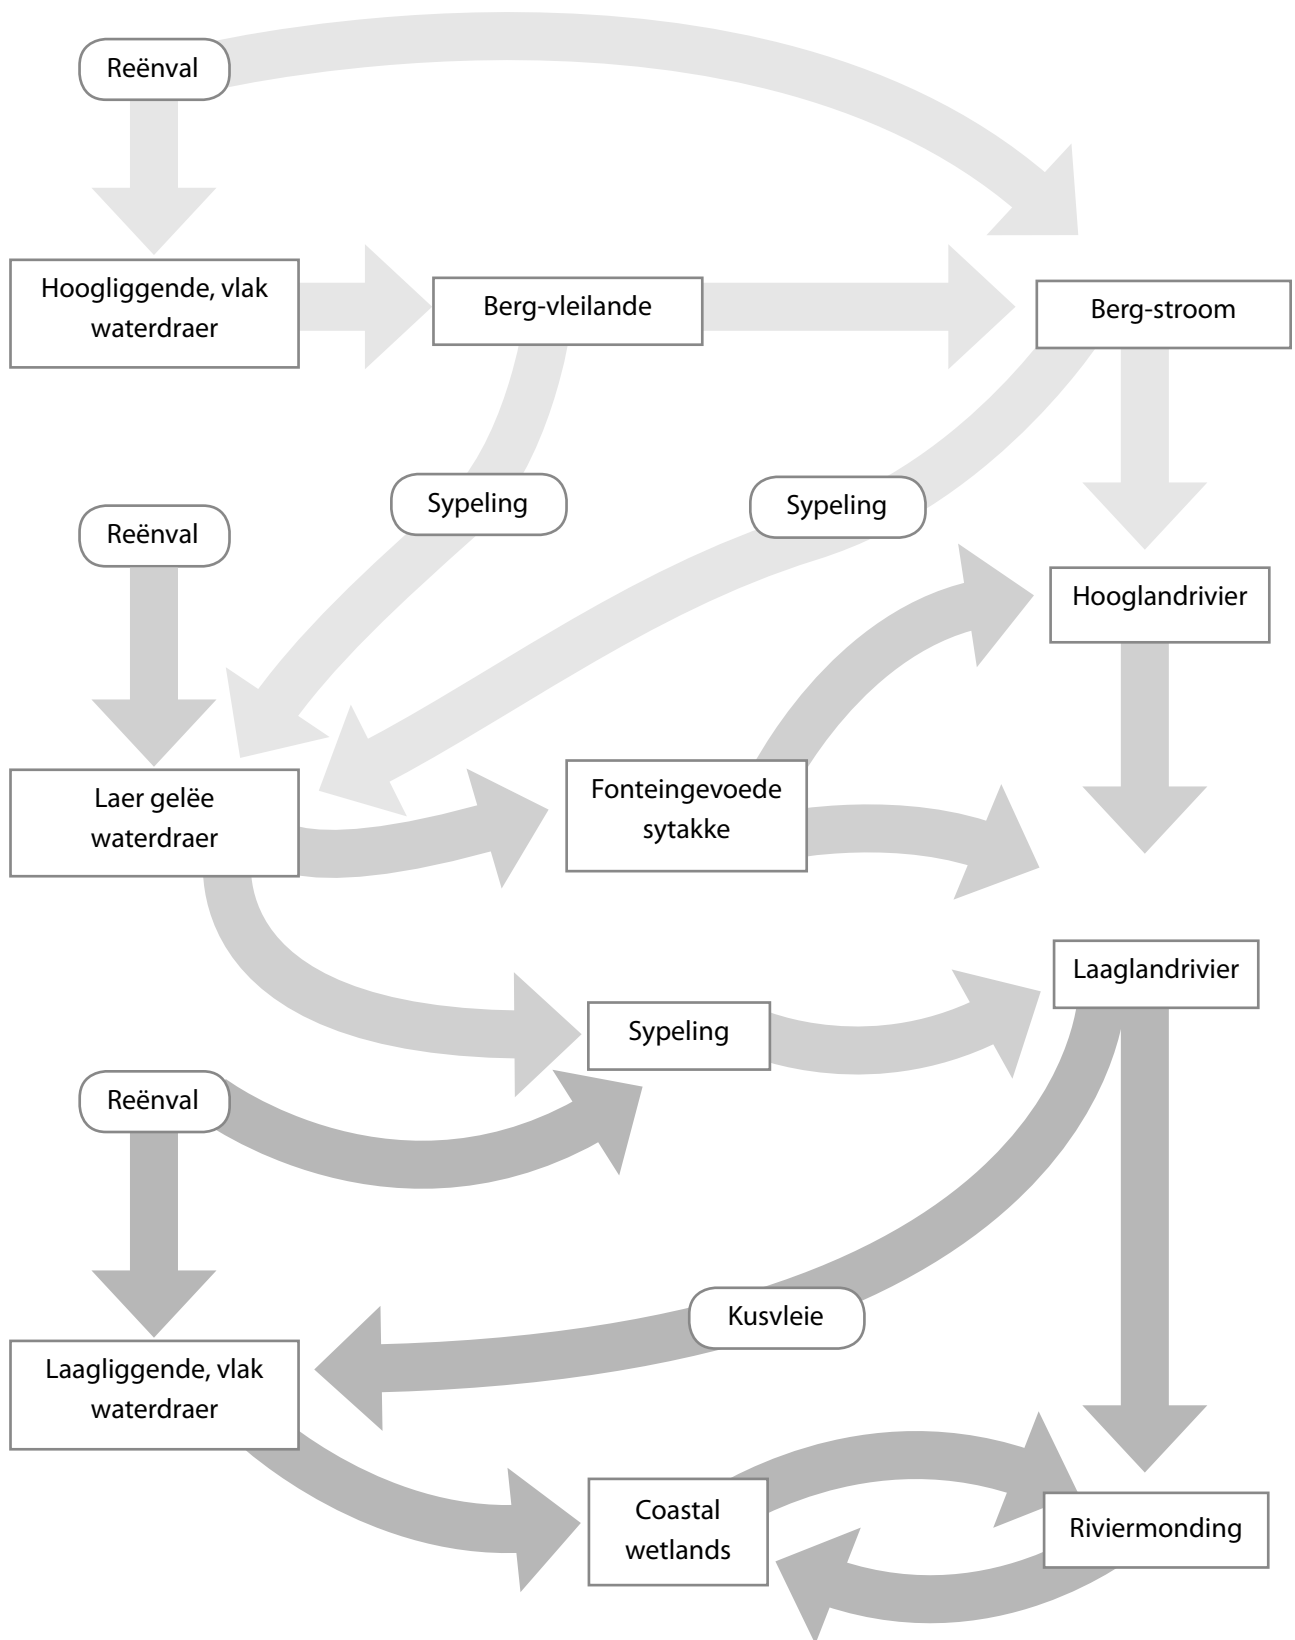 Reënval
Hoogliggende, vlak
waterdraer
Berg-vleilande
Berg-stroom
Sypeling
Sypeling
Reënval
Hooglandrivier
Laer gelëe
waterdraer
Fonteingevoede
sytakke
Laaglandrivier
Sypeling
Reënval
Kusvleie
Laagliggende, vlak
waterdraer
Coastal
wetlands
Riviermonding